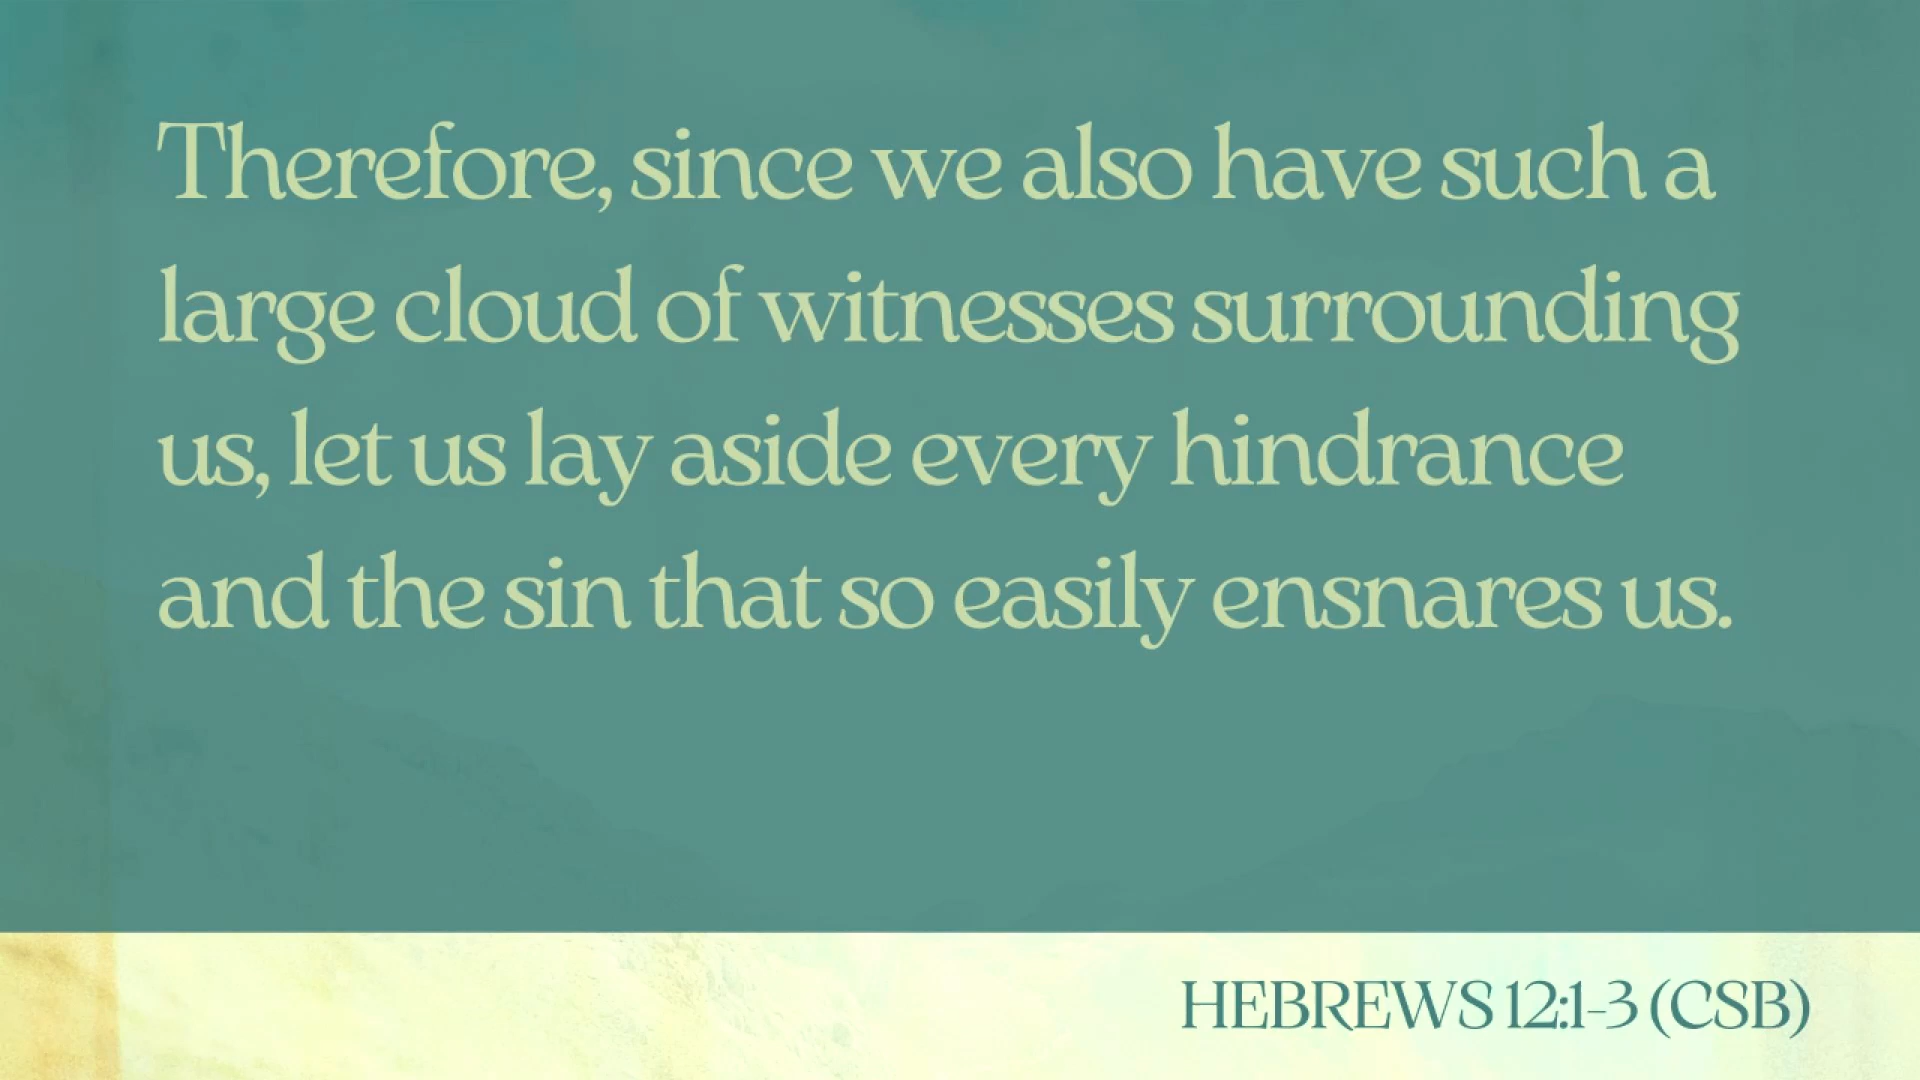 Therefore, since we also have such a
large cloud of witnesses surrounding
us, let us lay aside every hindrance
and the sin that so easily ensnares us.
HEBREWS 12:1-3 (CSB)